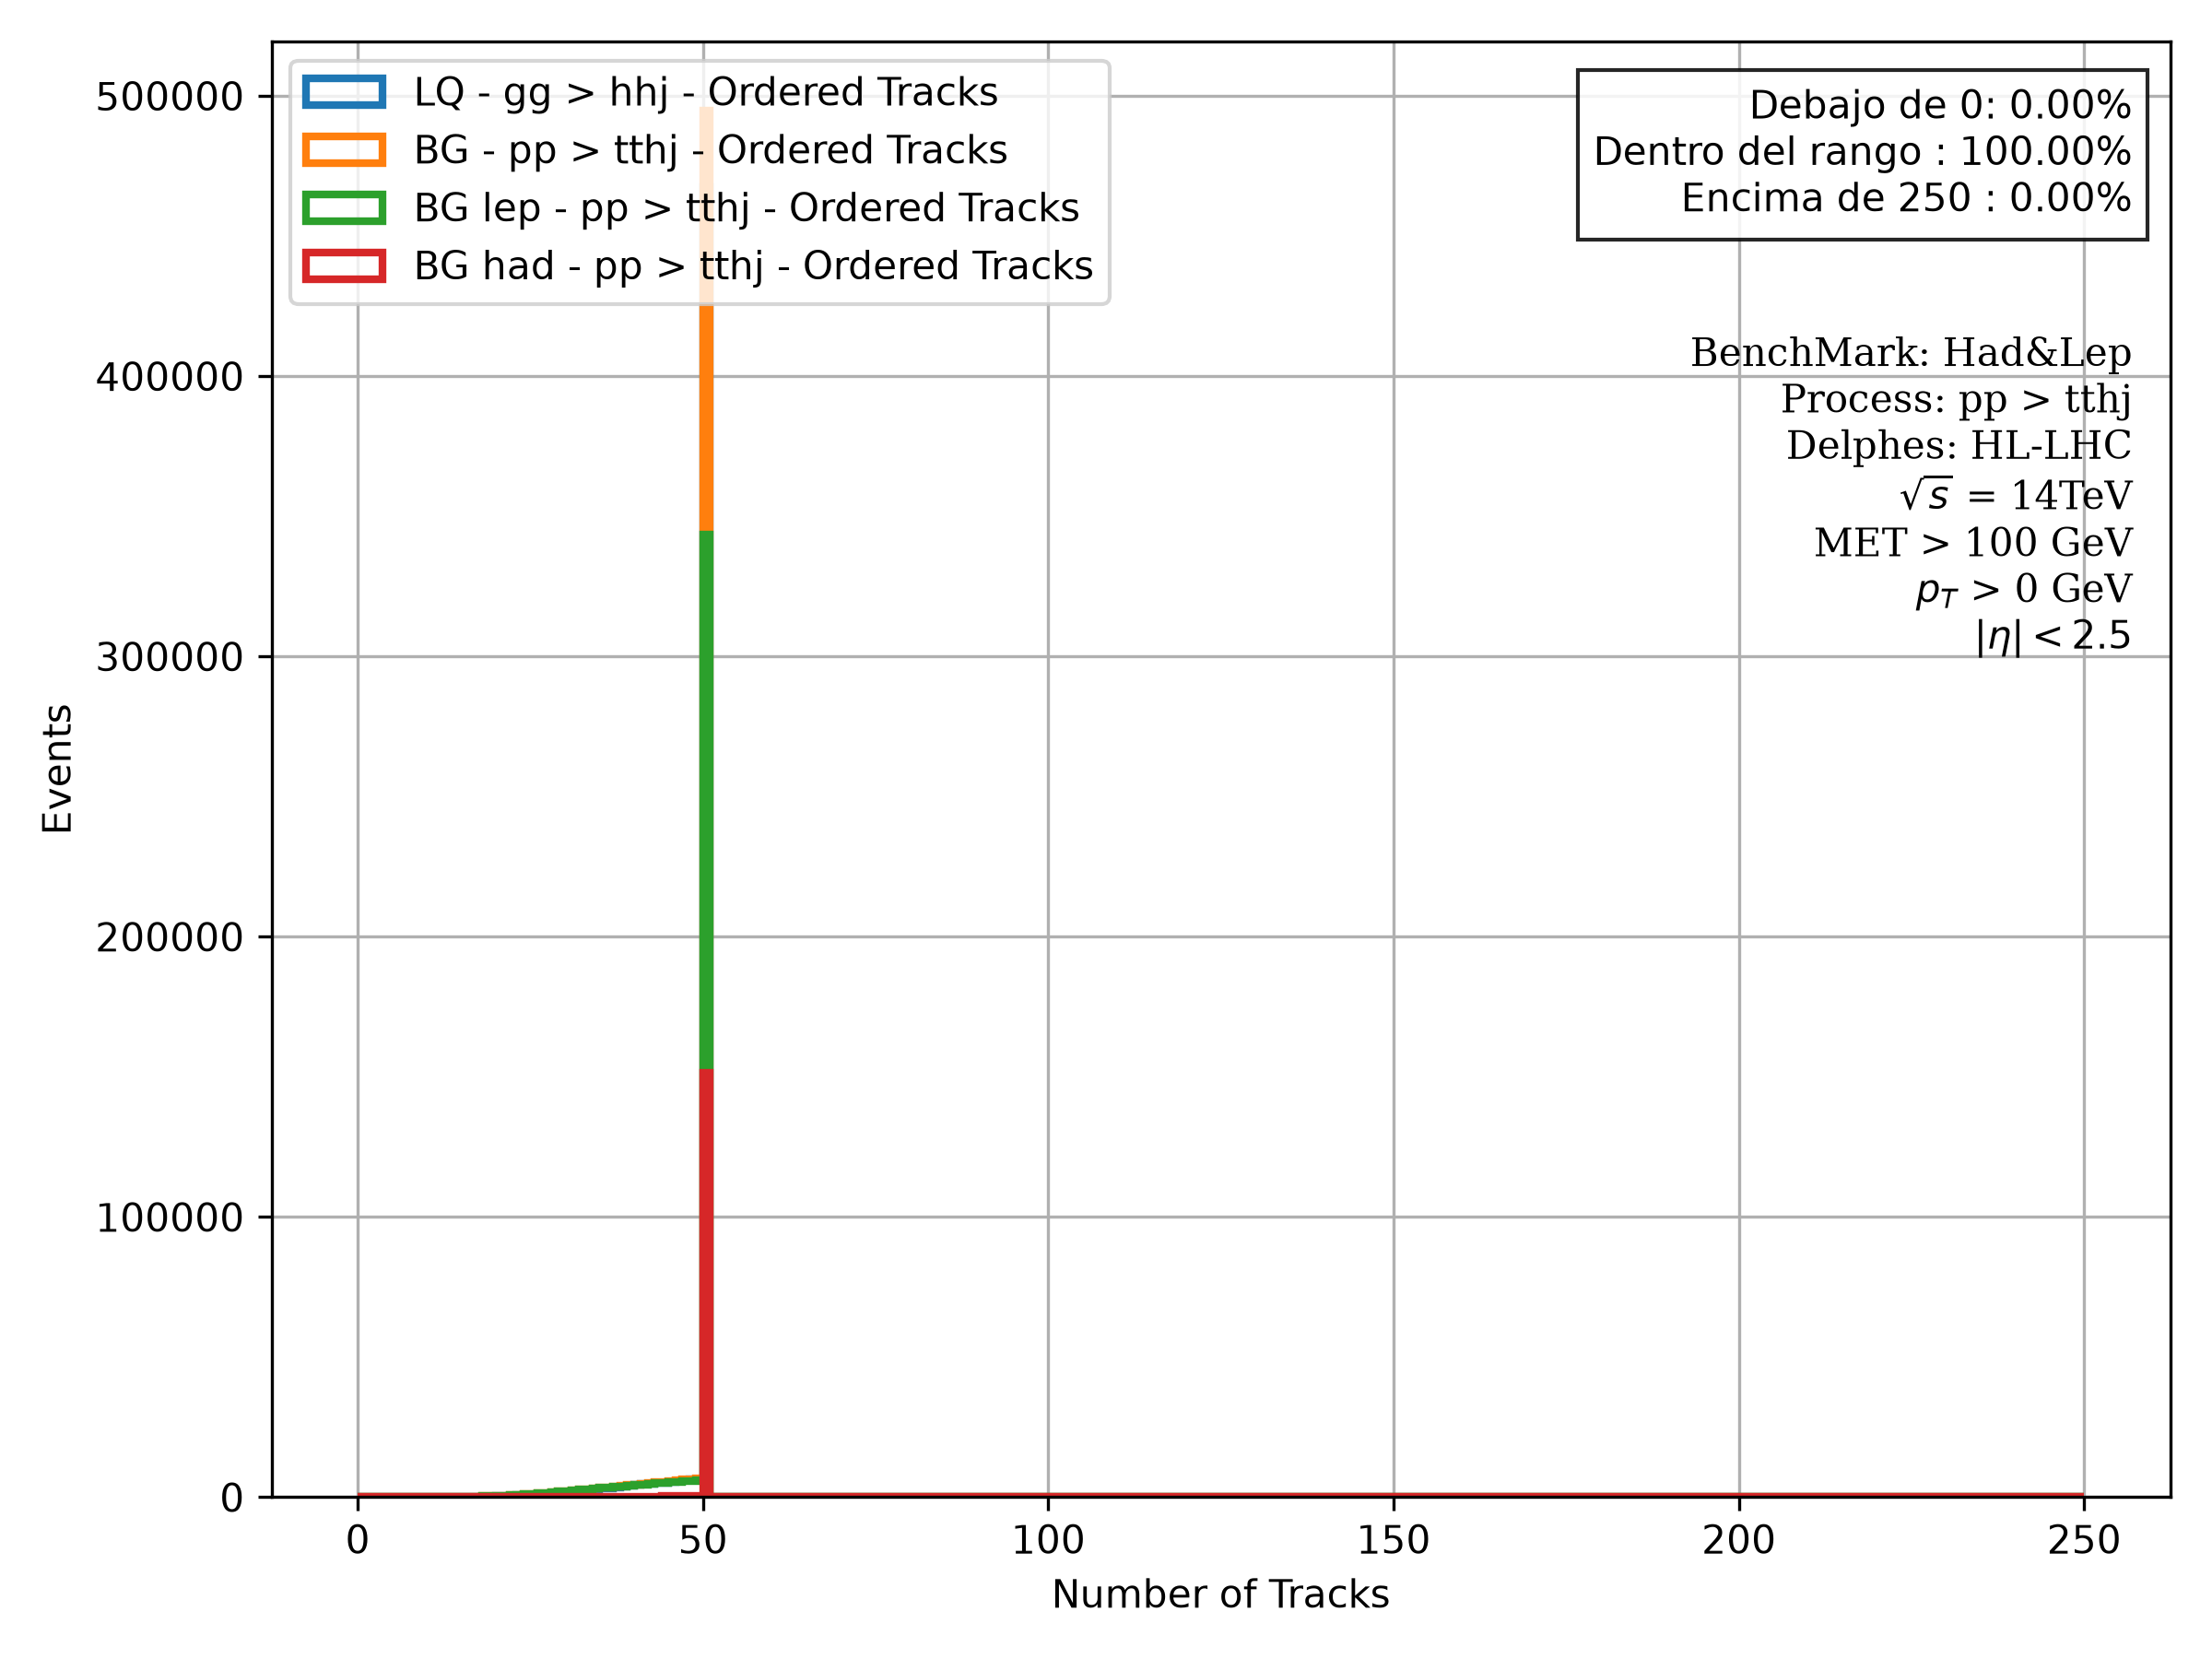 LQ - gg > hhj - Ordered Tracks
BG - pp > tthj - Ordered Tracks
BG lep - pp > tthj - Ordered Tracks
BG had - pp > tthj - Ordered Tracks
Debajo de 0: 0.00%
Dentro del rango : 100.00%
Encima de 250 : 0.00%
BenchMark: Had&Lep
Process: pp > tthj
Delphes: HL-LHC
√s = 14TeV
MET > 100 GeV
p_T > 0 GeV
|η| < 2.5
Events
500000
400000
300000
200000
100000
0
0 50 100 150 200 250
Number of Tracks